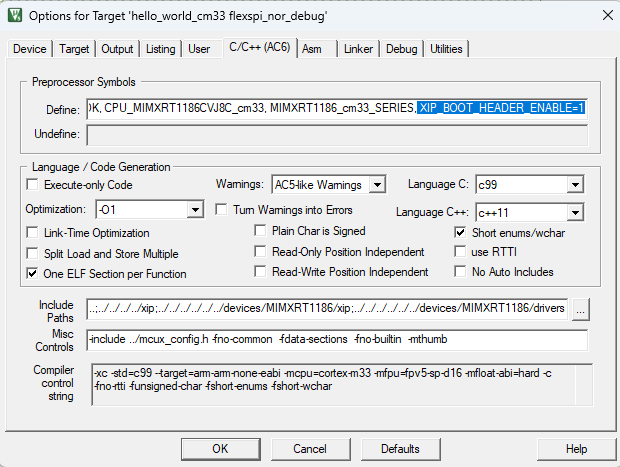 Options for Target 'hello_world_cm33 flexspi_nor_debug'
Device Target Output Listing User C/C++ (AC6) Asm Linker Debug Utilities
Preprocessor Symbols
Define: OK, CPU_MIMXRT1186CVJ8C_cm33, MIMXRT1186_cm33_SERIES, XIP_BOOT_HEADER_ENABLE=1
Undefine:
Language / Code Generation
Execute-only Code Warnings: AC5-like Warnings Language C: c99
Optimization: -O1 Turn Warnings into Errors Language C++: c++11
Link-Time Optimization Plain Char is Signed Short enums/wchar
Split Load and Store Multiple Read-Only Position Independent use RTTI
One ELF Section per Function Read-Write Position Independent No Auto Includes
Include Paths ..;../../../../xip;../../../../../../devices/MIMXRT1186/xip;../../../../../../devices/MIMXRT1186/drivers ...
Misc Controls -include ../mcux_config.h -fno-common -fdata-sections -fno-builtin -mthumb
Compiler control string -xc -std=c99 --target=arm-arm-none-eabi -mcpu=cortex-m33 -mfpu=fpv5-sp-d16 -mfloat-abi=hard -c
-fno-rtti -funsigned-char -fshort-enums -fshort-wchar
OK Cancel Defaults Help